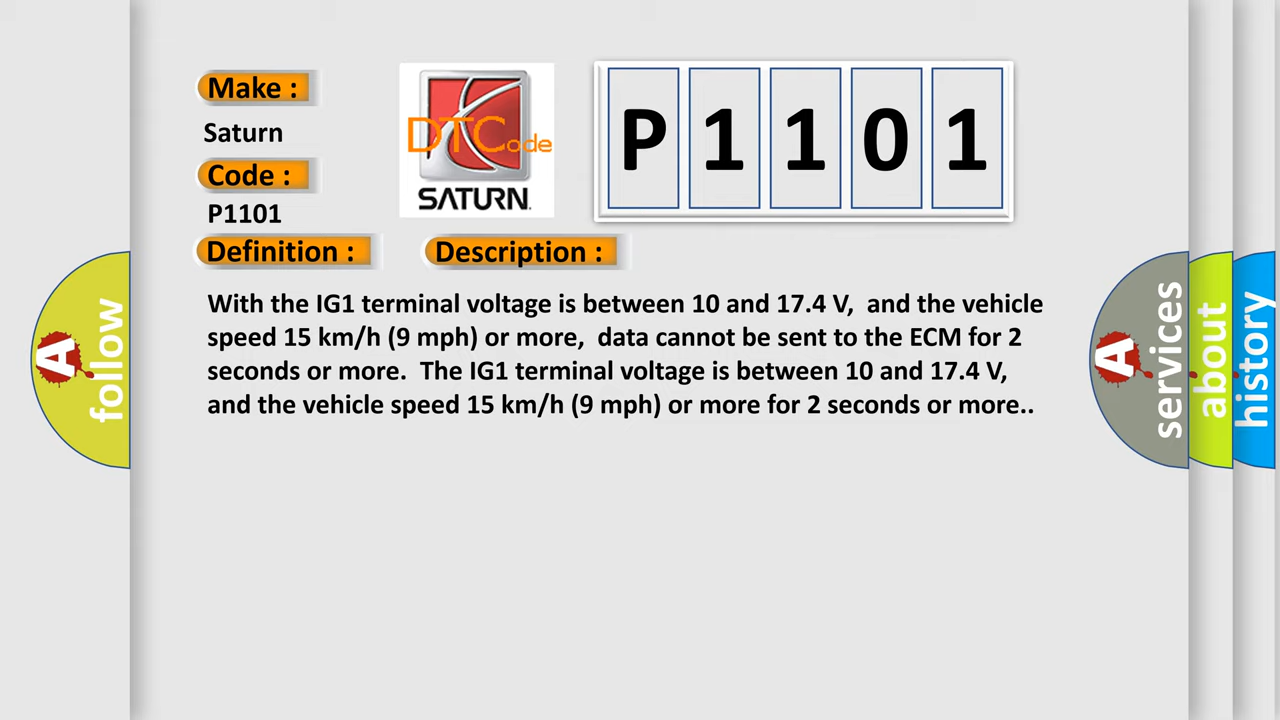 Make :
Saturn
Code :
P1101
Definition :
Description :
DTCode
SATURN
P 1 1 0 1
With the IG1 terminal voltage is between 10 and 17.4 V,  and the vehicle
speed 15 km/h (9 mph) or more,  data cannot be sent to the ECM for 2
seconds or more.  The IG1 terminal voltage is between 10 and 17.4 V,
and the vehicle speed 15 km/h (9 mph) or more for 2 seconds or more..
A follow
A services
about
history